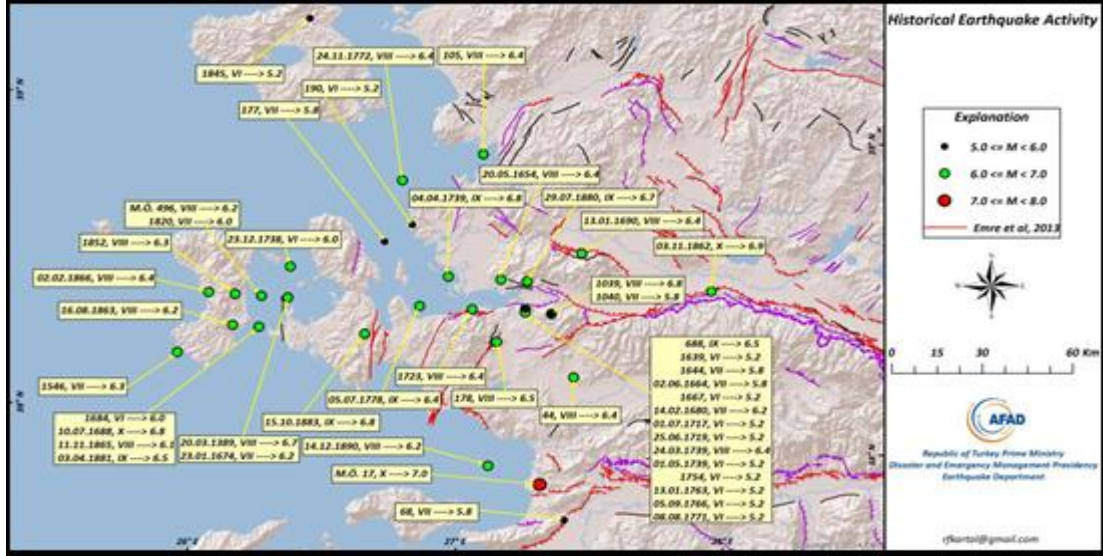 Historical Earthquake Activity
24.11.1772, VIII ----> 6.4
105, VIII ----> 6.4
1845, VI ----> 5.2
190, VI ----> 5.2
177, VII ----> 5.8
20.05.1654, VIII ----> 6.4
04.04.1739, IX ----> 6.8
29.07.1880, IX ----> 6.7
M.Ö. 496, VIII ----> 6.2
1820, VII ----> 6.0
13.01.1690, VIII ----> 6.4
23.12.1738, VI ----> 6.0
1852, VIII ----> 6.3
03.11.1862, X ----> 6.9
02.02.1866, VIII ----> 6.4
1039, VIII ----> 6.8
1040, VII ----> 5.8
16.08.1863, VIII ----> 6.2
688, IX ----> 6.5
1639, VI ----> 5.2
1644, VII ----> 5.8
02.06.1664, VII ----> 5.8
1667, VI ----> 5.2
14.02.1680, VII ----> 6.2
01.07.1717, VI ----> 5.2
25.06.1719, VI ----> 5.2
24.03.1739, VIII ----> 6.4
01.05.1739, VI ----> 5.2
1754, VI ----> 5.2
13.01.1763, VI ----> 5.2
05.09.1766, VI ----> 5.2
08.08.1771, VI ----> 5.2
1723, VIII ----> 6.4
1546, VII ----> 6.3
05.07.1778, IX ----> 6.4
178, VIII ----> 6.5
44, VIII ----> 6.4
1684, VI ----> 6.0
10.07.1688, X ----> 6.8
11.11.1865, VIII ----> 6.1
03.04.1881, IX ----> 6.5
15.10.1883, IX ----> 6.8
20.03.1389, VIII ----> 6.7
23.01.1674, VII ----> 6.2
14.12.1890, VIII ----> 6.2
M.Ö. 17, X ----> 7.0
68, VII ----> 5.8
26°E
27°E
Explanation
5.0 <= M < 6.0
6.0 <= M < 7.0
7.0 <= M < 8.0
Emre et al, 2013
N
W
E
S
0 15 30 60 Km
AFAD
Republic of Turkey Prime Ministry
Disaster and Emergency Management Presidency
Earthquake Department
rfkartal@gmail.com